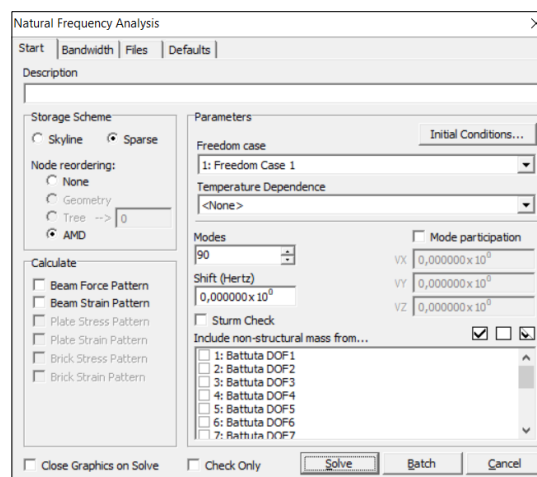 Natural Frequency Analysis
Start Bandwidth Files Defaults
Description
Storage Scheme
Skyline Sparse
Node reordering:
None
Geometry
Tree --> 0
AMD
Calculate
Beam Force Pattern
Beam Strain Pattern
Plate Stress Pattern
Plate Strain Pattern
Brick Stress Pattern
Brick Strain Pattern
Parameters
Initial Conditions...
Freedom case
1: Freedom Case 1
Temperature Dependence
<None>
Modes
90
Shift (Hertz)
0,000000 x 10⁰
Sturm Check
Mode participation
VX 0,000000 x 10⁰
VY 0,000000 x 10⁰
VZ 0,000000 x 10⁰
Include non-structural mass from...
1: Battuta DOF1
2: Battuta DOF2
3: Battuta DOF3
4: Battuta DOF4
5: Battuta DOF5
6: Battuta DOF6
7: Battuta DOF7
Close Graphics on Solve Check Only Solve Batch Cancel